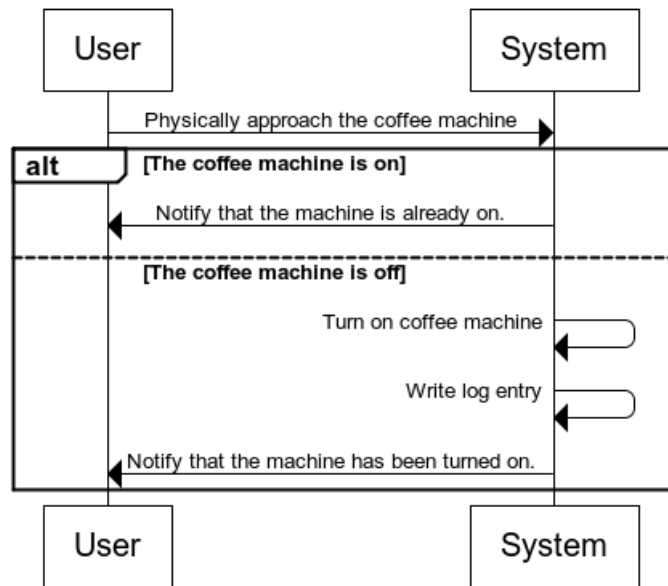 User
System
Physically approach the coffee machine
alt
[The coffee machine is on]
Notify that the machine is already on.
[The coffee machine is off]
Turn on coffee machine
Write log entry
Notify that the machine has been turned on.
User
System